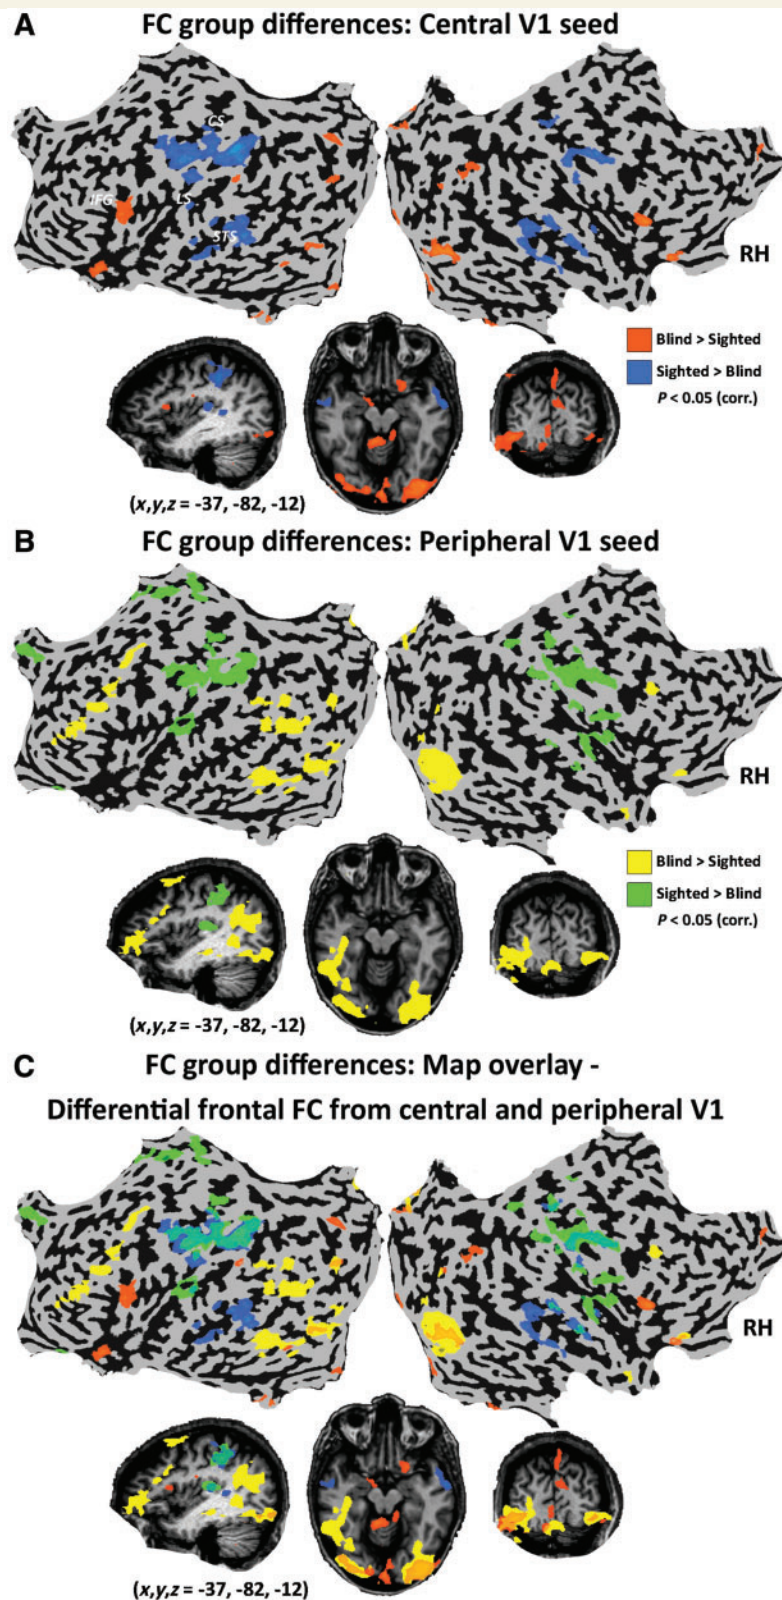 A FC group differences: Central V1 seed
CS
IFG
LS
STS
RH
Blind > Sighted
Sighted > Blind
P < 0.05 (corr.)
(x,y,z = -37, -82, -12)
B FC group differences: Peripheral V1 seed
RH
Blind > Sighted
Sighted > Blind
P < 0.05 (corr.)
(x,y,z = -37, -82, -12)
C FC group differences: Map overlay -
Differential frontal FC from central and peripheral V1
RH
(x,y,z = -37, -82, -12)